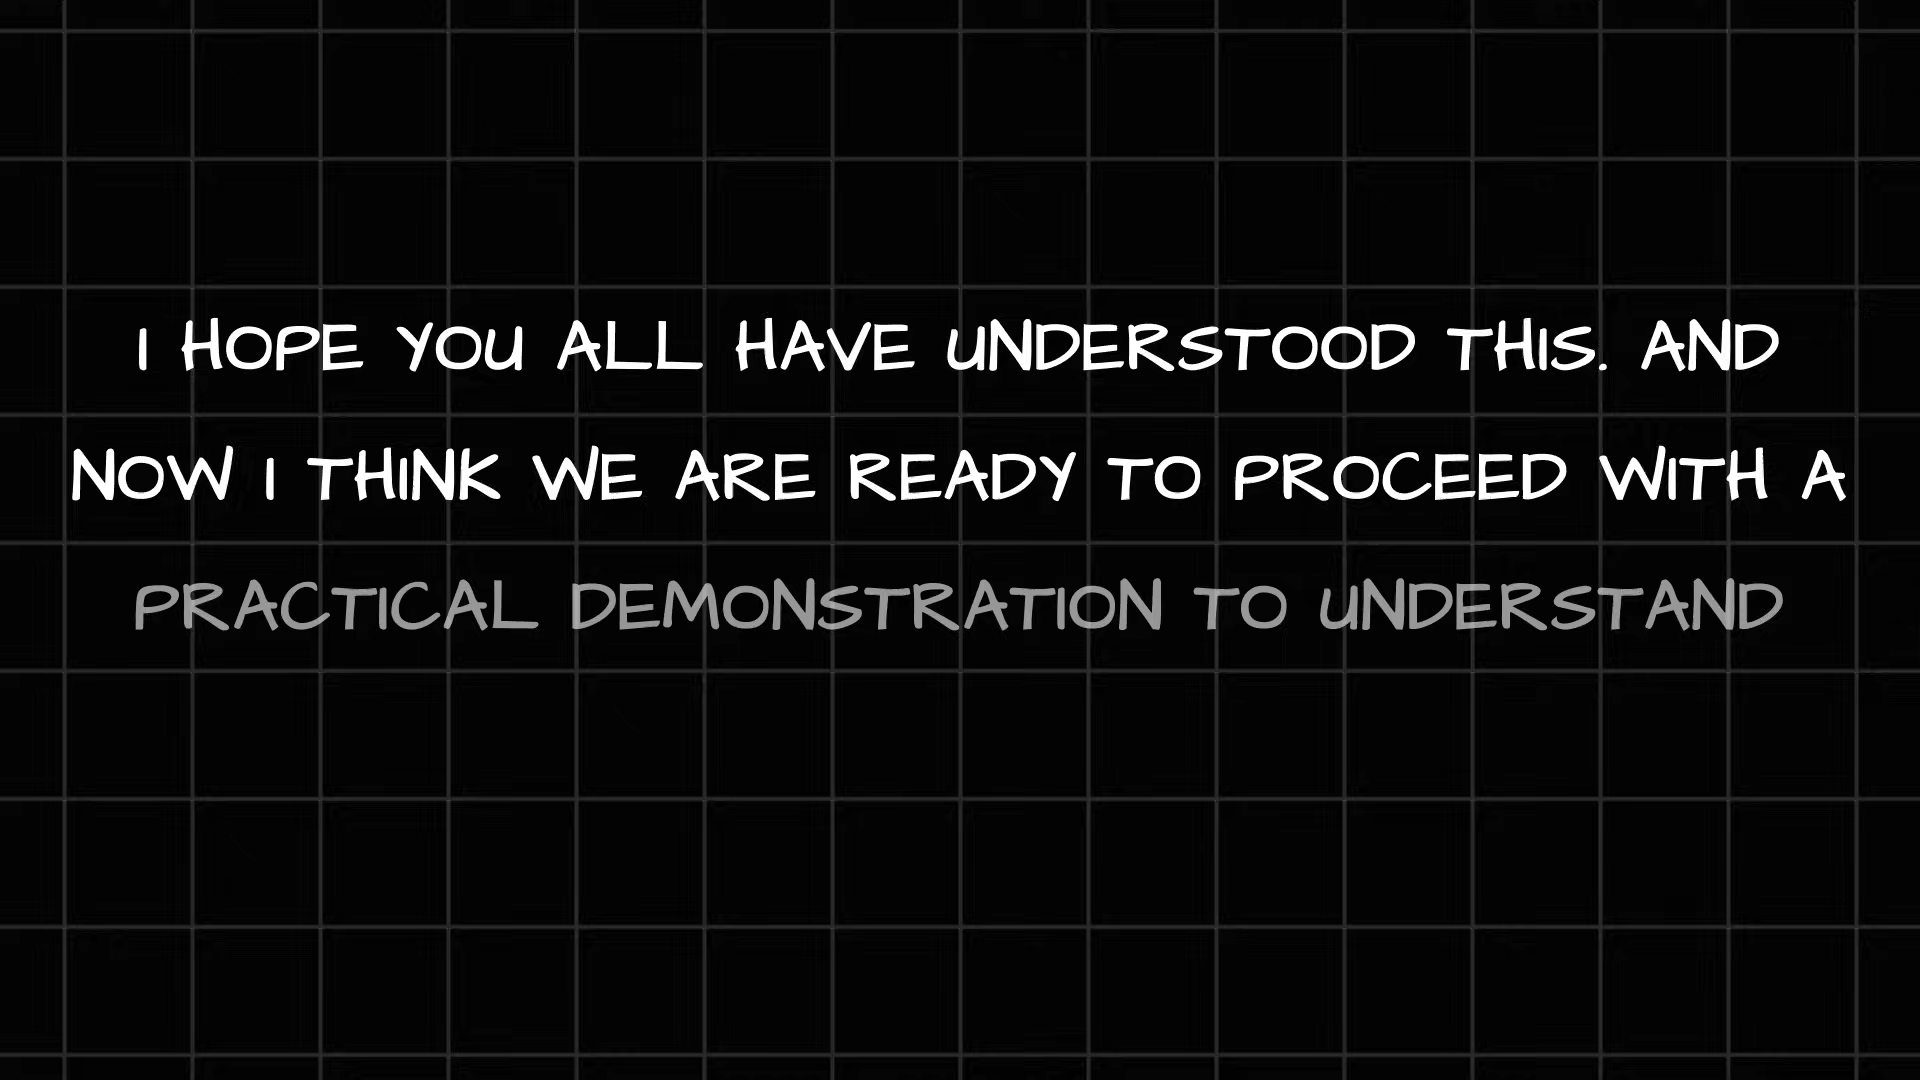 I HOPE YOU ALL HAVE UNDERSTOOD THIS. AND
NOW I THINK WE ARE READY TO PROCEED WITH A
PRACTICAL DEMONSTRATION TO UNDERSTAND